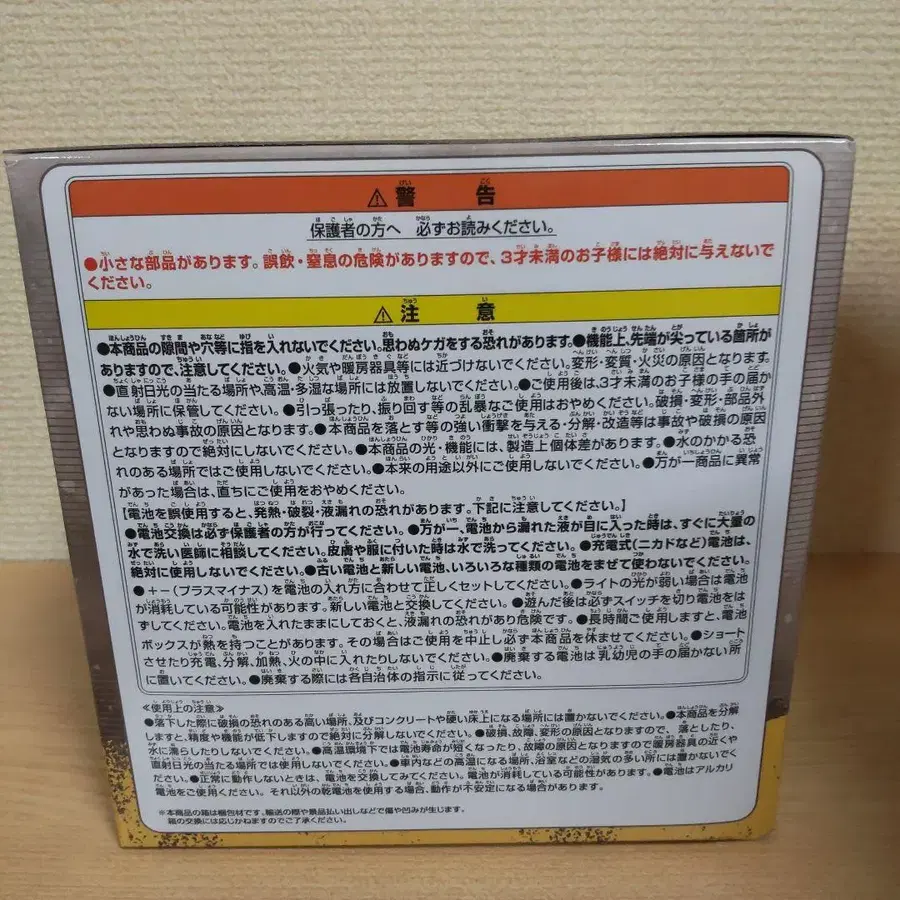 ⚠警告
保護者の方へ 必ずお読みください。
●小さな部品があります。誤飲・窒息の危険がありますので、3才未満のお子様には絶対に与えないで
ください。
⚠注意
●本商品の隙間や穴等に指を入れないでください。思わぬケガをする恐れがあります。●機能上、先端が尖っている箇所が
ありますので、注意してください。●火気や暖房器具等には近づけないでください。変形・変質・火災の原因となります。
●直射日光の当たる場所や、高温・多湿な場所には放置しないでください。●ご使用後は、3才未満のお子様の手の届か
ない場所に保管してください。●引っ張ったり、振り回す等の乱暴なご使用はおやめください。破損・変形・部品外
れや思わぬ事故の原因となります。●本商品を落とす等の強い衝撃を与える・分解・改造等は事故や破損の原因
となりますので絶対にしないでください。●本商品の光・機能には、製造上個体差があります。●水のかかる恐
れのある場所ではご使用しないでください。●本来の用途以外にご使用しないでください。●万が一商品に異常
があった場合は、直ちにご使用をおやめください。
【電池を誤使用すると、発熱・破裂・液漏れの恐れがあります。下記に注意してください。】
●電池交換は必ず保護者の方が行ってください。●万が一、電池から漏れた液が目に入った時は、すぐに大量の
水で洗い医師に相談してください。皮膚や服に付いた時は水で洗ってください。●充電式(ニカドなど)電池は、
絶対に使用しないでください。●古い電池と新しい電池、いろいろな種類の電池をまぜて使わないでください。
●+-(プラスマイナス)を電池の入れ方に合わせて正しくセットしてください。●ライトの光が弱い場合は電池
が消耗している可能性があります。新しい電池と交換してください。●遊んだ後は必ずスイッチを切り電池をは
ずしてください。電池を入れたままにしておくと、液漏れの恐れがあり危険です。●長時間ご使用しますと、電池
ボックスが熱を持つことがあります。その場合はご使用を中止し必ず本商品を休ませてください。●ショート
させたり充電、分解、加熱、火の中に入れたりしないでください。●廃棄する電池は乳幼児の手の届かない所
に置いてください。●廃棄する際には各自治体の指示に従ってください。
≪使用上の注意≫
●落下した際に破損の恐れのある高い場所、及びコンクリートや硬い床上になる場所には置かないでください。●本商品を分解
しますと、精度や機能が低下しますので絶対に分解しないでください。●破損、故障、変形の原因となりますので、落としたり、
水に濡らしたりしないでください。●高温環境下では電池寿命が短くなったり、故障の原因となりますので暖房器具の近くや
直射日光の当たる場所では使用しないでください。●車内などの高温になる場所、浴室などの湿気の多い所には置かないでく
ださい。●正常に動作しないときは、電池を交換してみてください。電池が消耗している可能性があります。●電池はアルカリ
電池をご使用ください。それ以外の乾電池を使用する場合、動作が不安定になる場合があります。
※本商品の箱は梱包材です。輸送の際や景品払い出しなどで傷や凹みが生じます。
箱の交換には応じかねますのでご了承ください。